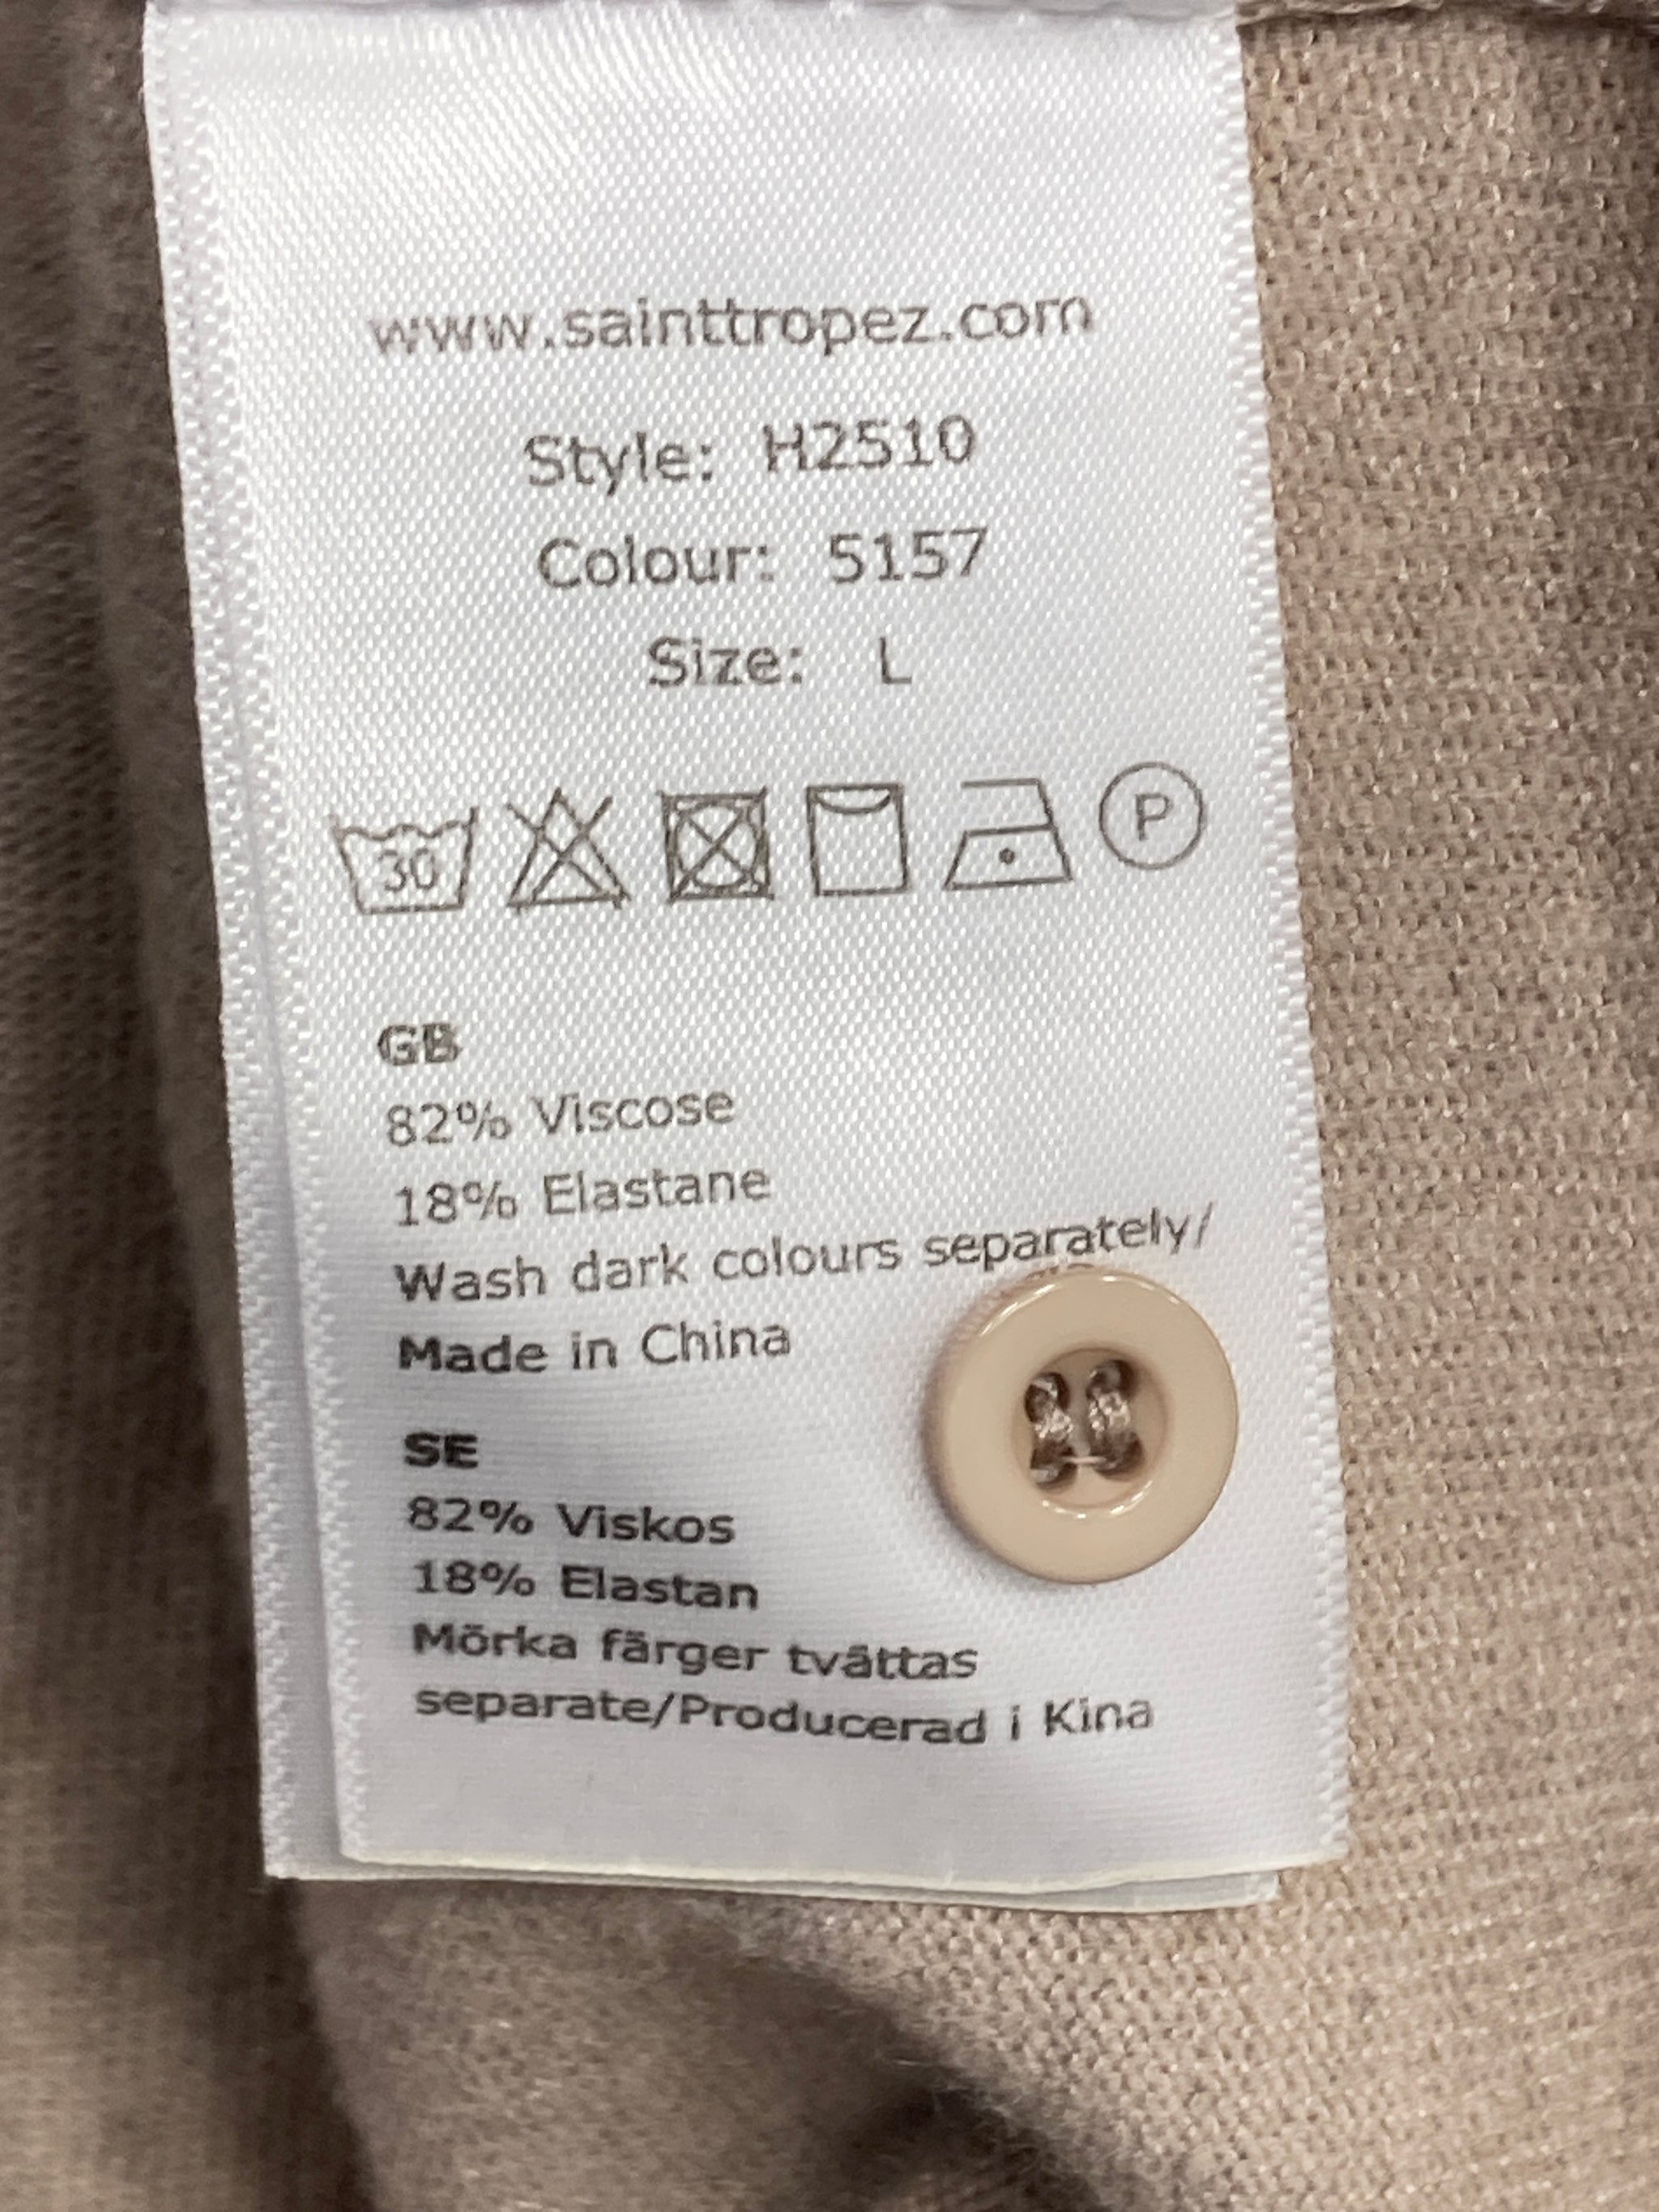 www.sainttropez.com
Style: H2510
Colour: 5157
Size: L
30
P
GB
82% Viscose
18% Elastane
Wash dark colours separately/
Made in China
SE
82% Viskos
18% Elastan
Mörka färger tvättas
separate/Producerad i Kina